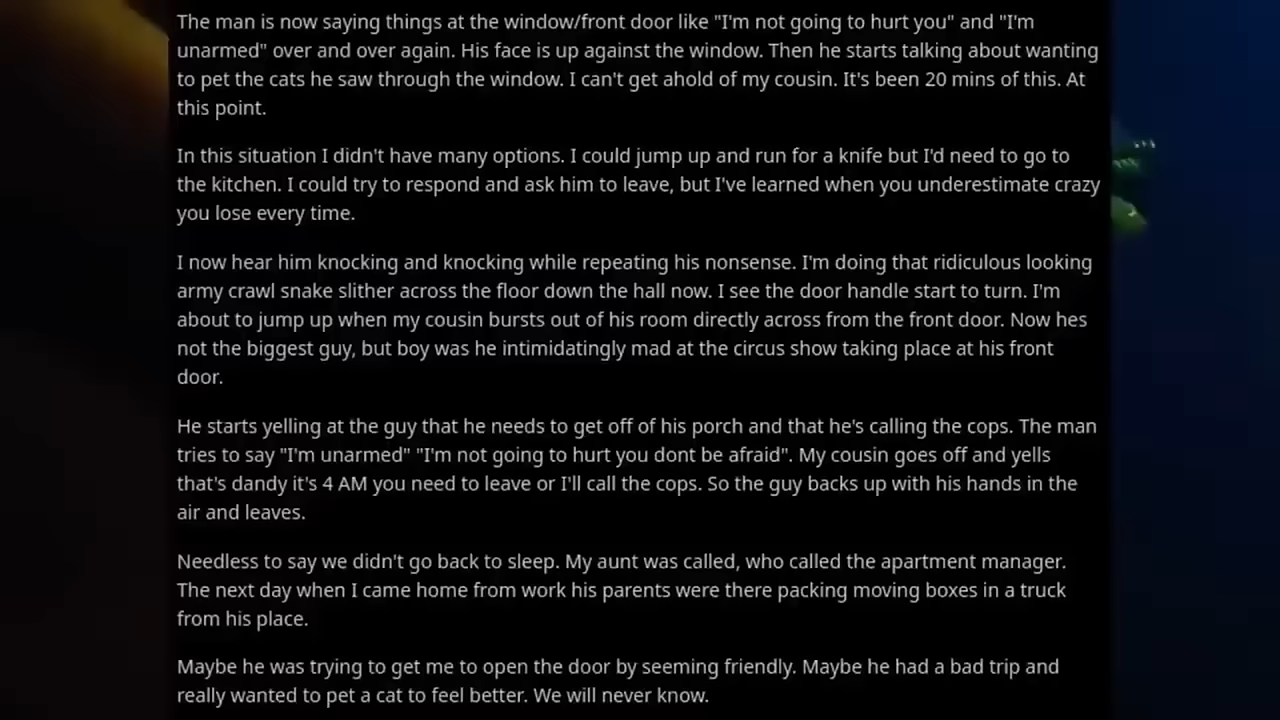 The man is now saying things at the window/front door like "I'm not going to hurt you" and "I'm
unarmed" over and over again. His face is up against the window. Then he starts talking about wanting
to pet the cats he saw through the window. I can't get ahold of my cousin. It's been 20 mins of this. At
this point.
In this situation I didn't have many options. I could jump up and run for a knife but I'd need to go to
the kitchen. I could try to respond and ask him to leave, but I've learned when you underestimate crazy
you lose every time.
I now hear him knocking and knocking while repeating his nonsense. I'm doing that ridiculous looking
army crawl snake slither across the floor down the hall now. I see the door handle start to turn. I'm
about to jump up when my cousin bursts out of his room directly across from the front door. Now hes
not the biggest guy, but boy was he intimidatingly mad at the circus show taking place at his front
door.
He starts yelling at the guy that he needs to get off of his porch and that he's calling the cops. The man
tries to say "I'm unarmed" "I'm not going to hurt you dont be afraid". My cousin goes off and yells
that's dandy it's 4 AM you need to leave or I'll call the cops. So the guy backs up with his hands in the
air and leaves.
Needless to say we didn't go back to sleep. My aunt was called, who called the apartment manager.
The next day when I came home from work his parents were there packing moving boxes in a truck
from his place.
Maybe he was trying to get me to open the door by seeming friendly. Maybe he had a bad trip and
really wanted to pet a cat to feel better. We will never know.